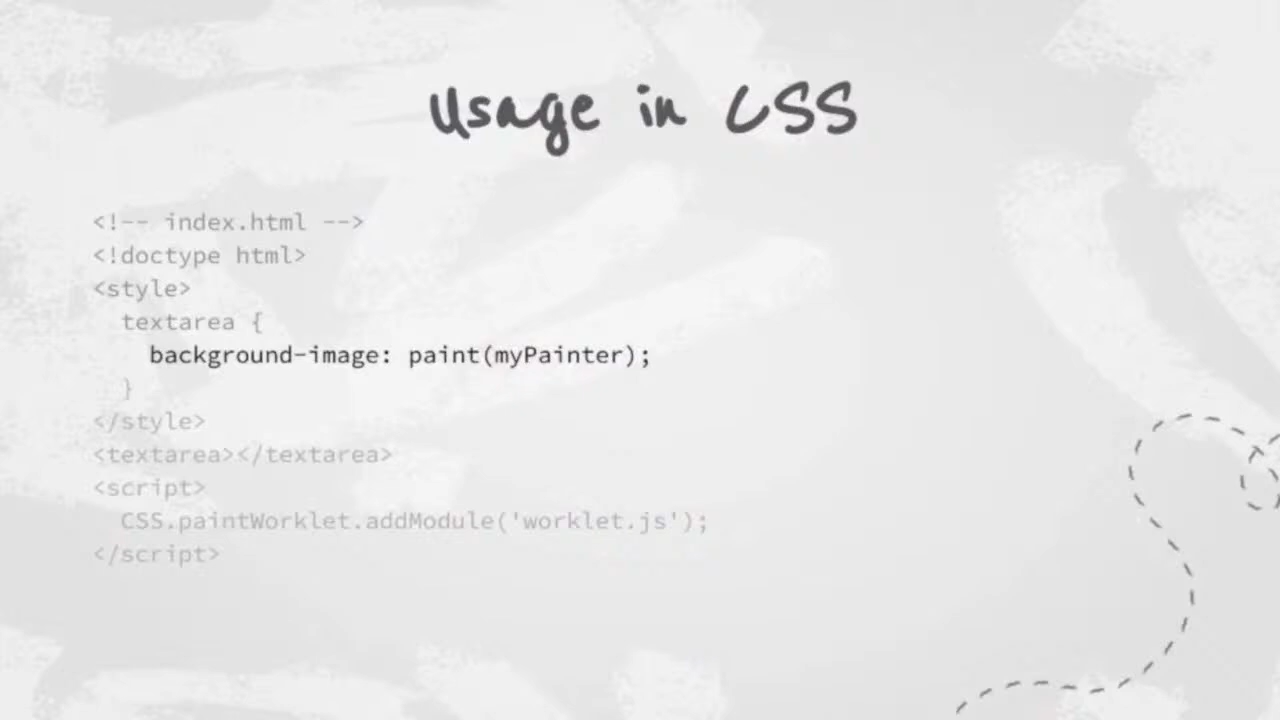 Usage in CSS
<!-- index.html -->
<!doctype html>
<style>
  textarea {
    background-image: paint(myPainter);
  }
</style>
<textarea></textarea>
<script>
  CSS.paintWorklet.addModule('worklet.js');
</script>